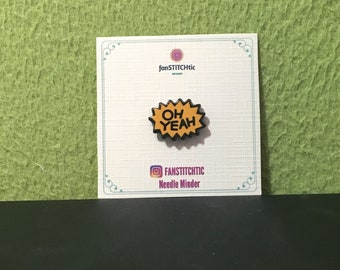 fanSTITCHtic
OH
YEAH
FANSTITCHTIC
Needle Minder